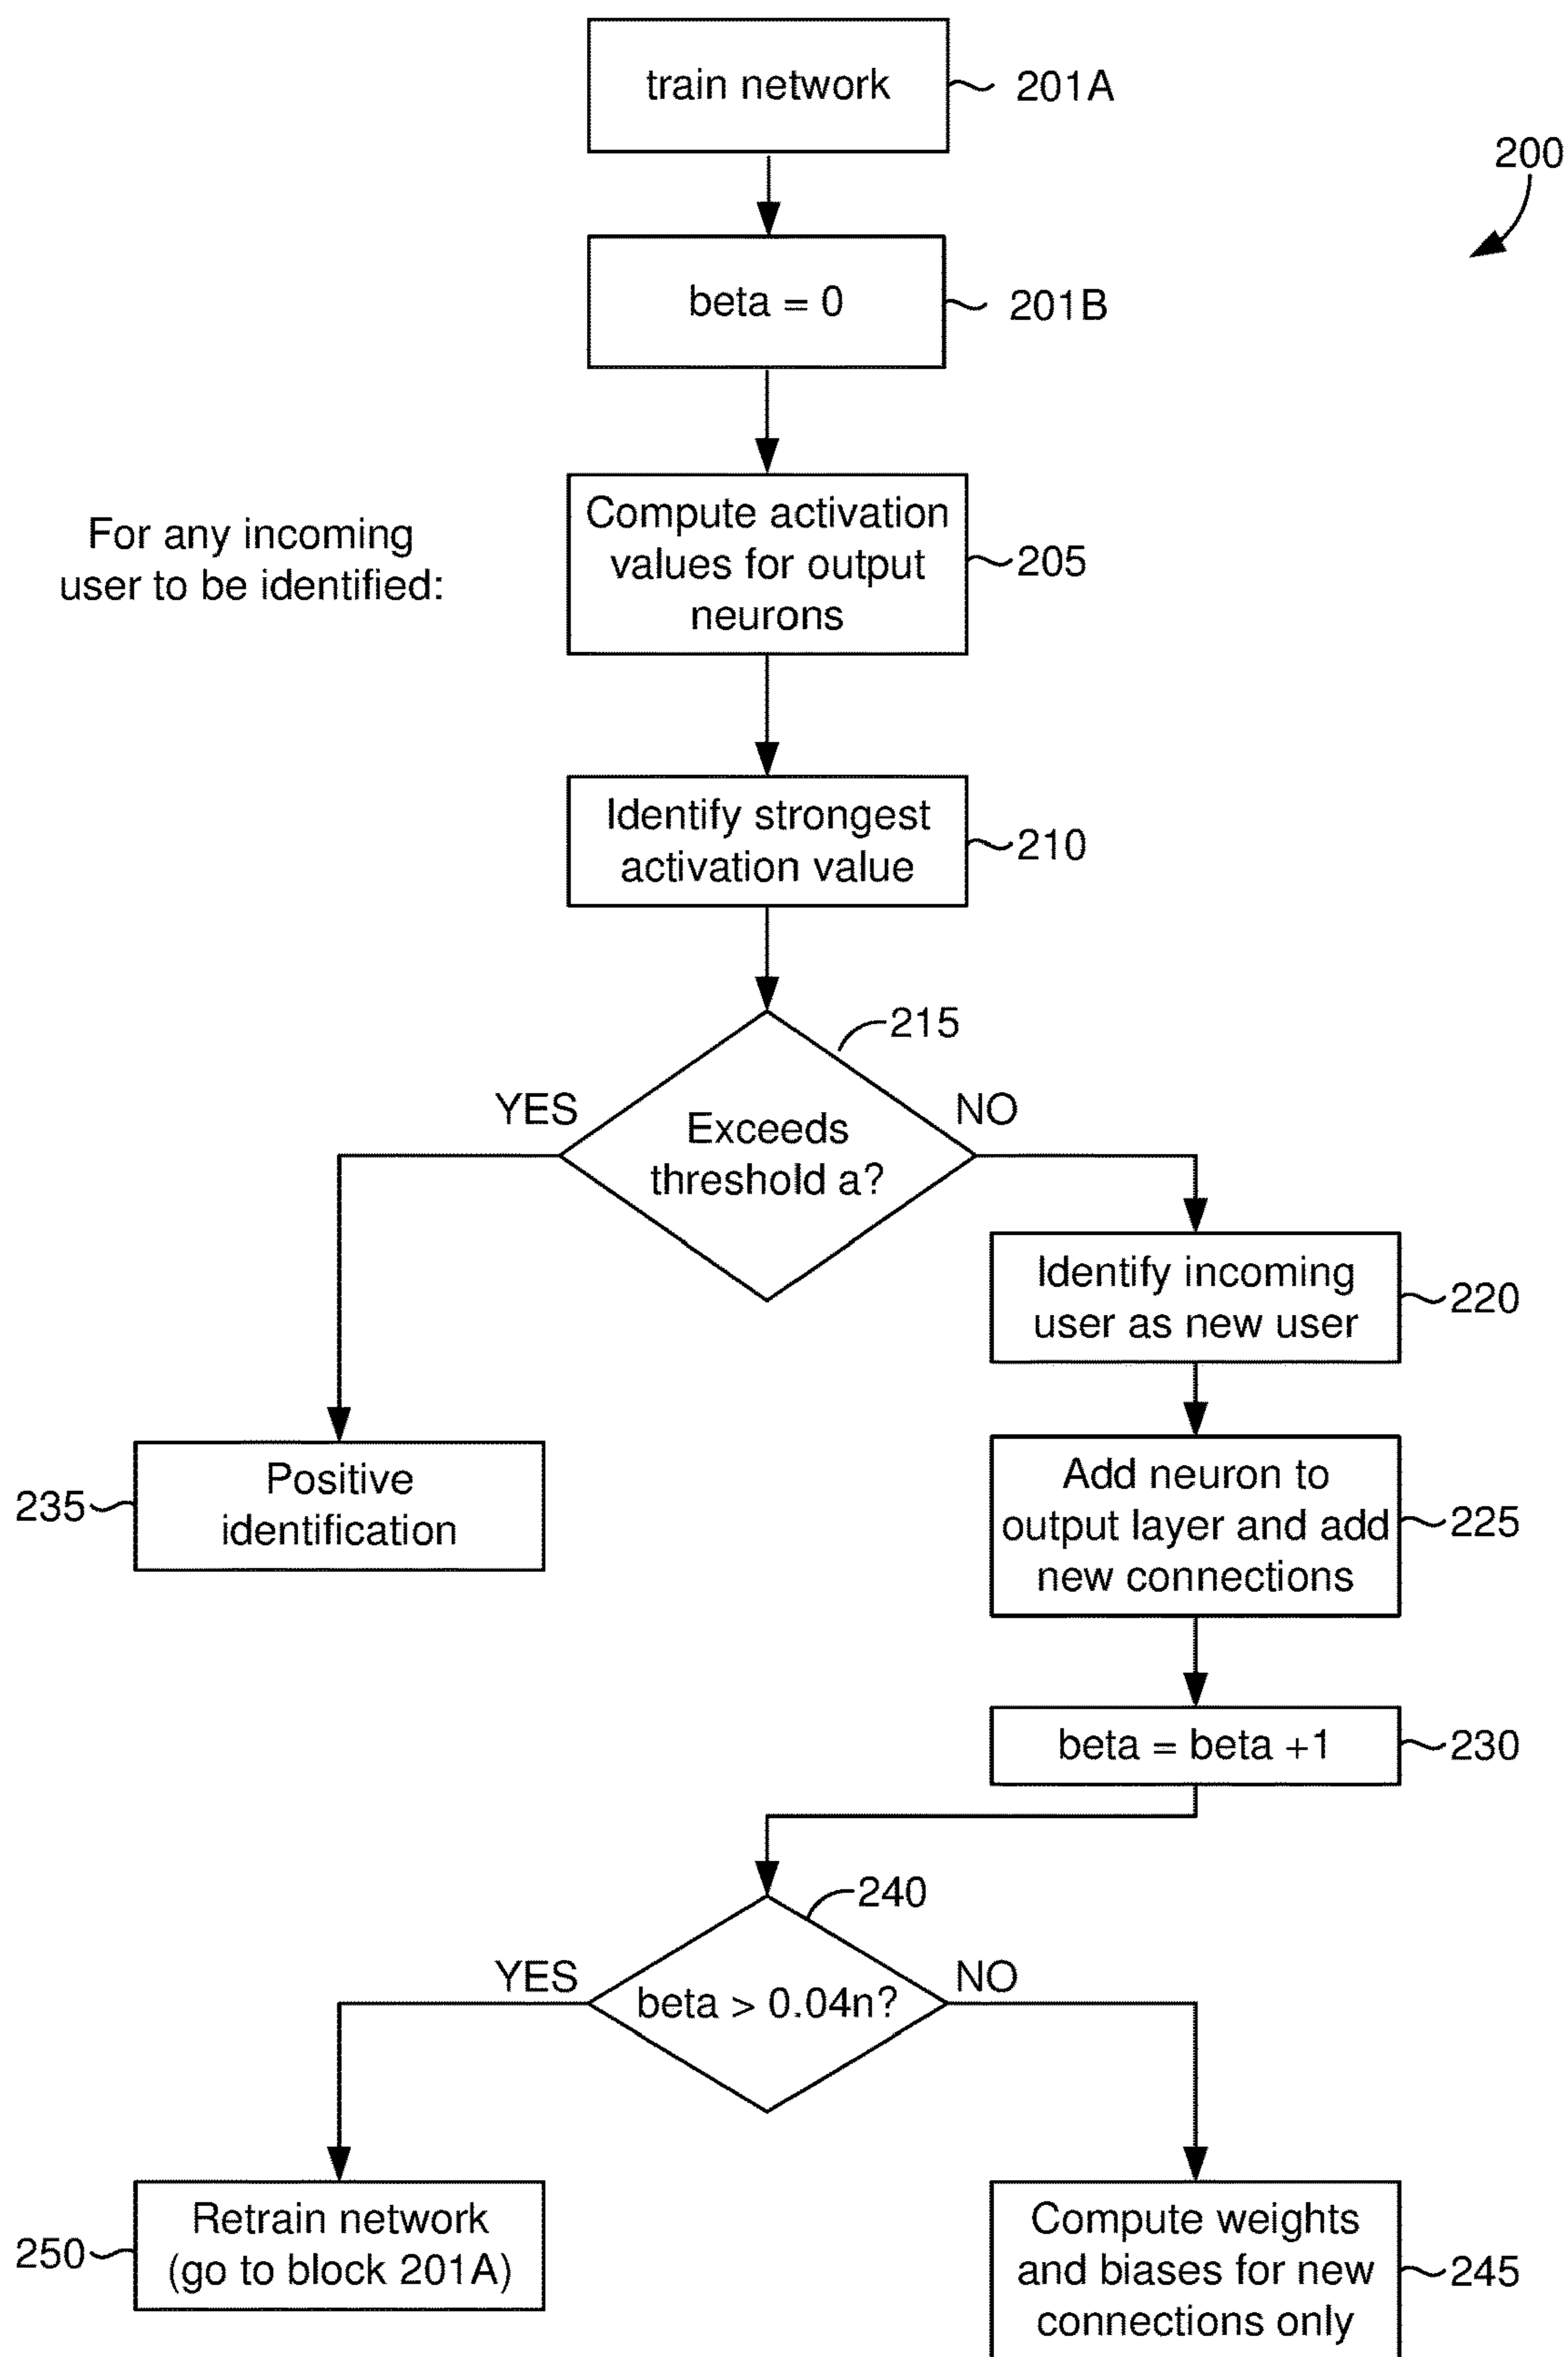 train network
201A
200
beta = 0
201B
For any incoming
user to be identified:
Compute activation
values for output
neurons
205
Identify strongest
activation value
210
215
YES
NO
Exceeds
threshold a?
Identify incoming
user as new user
220
Positive
identification
235
Add neuron to
output layer and add
new connections
225
beta = beta +1
230
240
YES
NO
beta > 0.04n?
Retrain network
(go to block 201A)
250
Compute weights
and biases for new
connections only
245